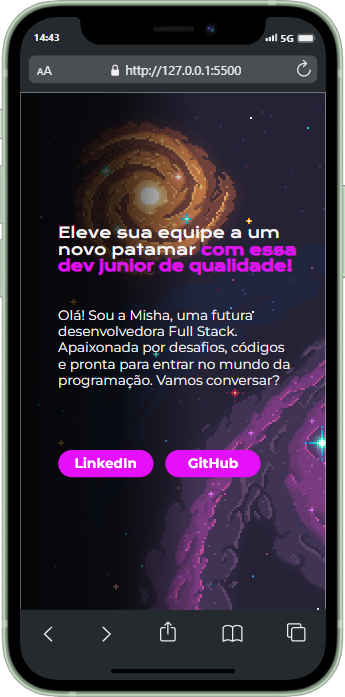 14:43
5G
AA
http://127.0.0.1:5500
Eleve sua equipe a um
novo patamar com essa
dev junior de qualidade!
Olá! Sou a Misha, uma futura
desenvolvedora Full Stack.
Apaixonada por desafios, códigos
e pronta para entrar no mundo da
programação. Vamos conversar?
LinkedIn
GitHub